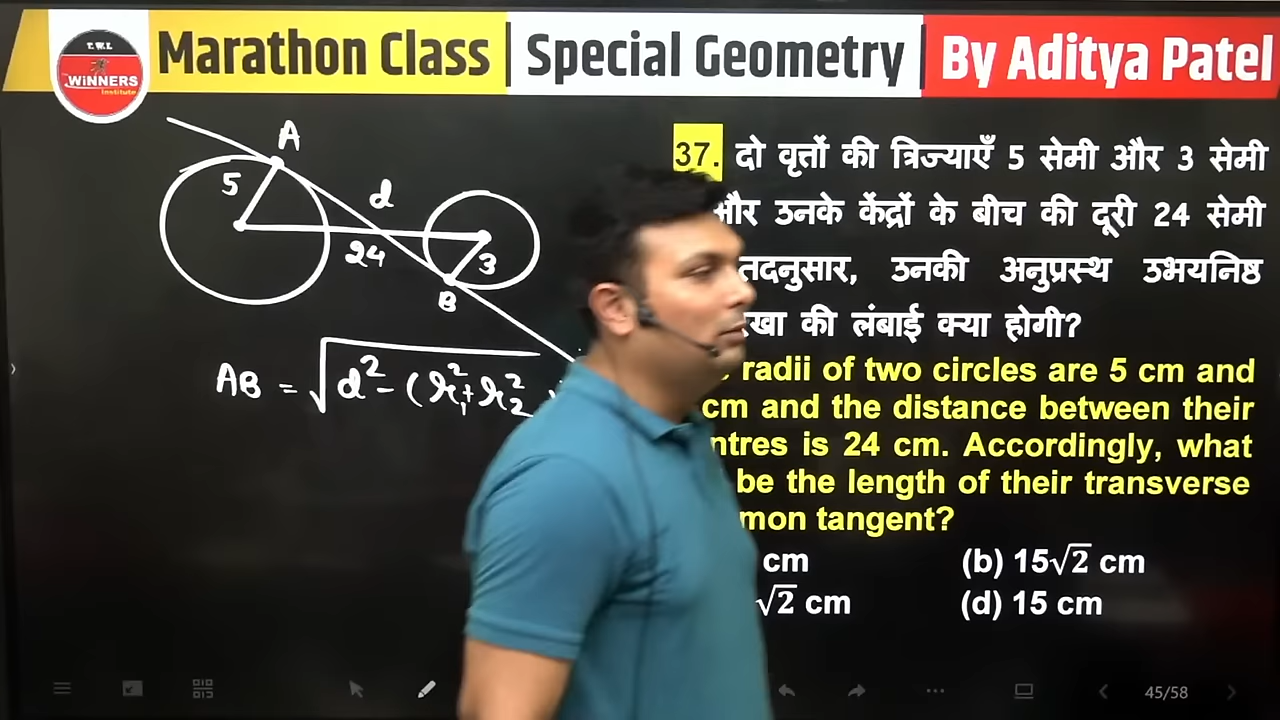 T.W.I.
WINNERS
Institute
Marathon Class | Special Geometry | By Aditya Patel
A
5
d
24
3
B
AB = √d² - (r₁² + r₂²
37. दो वृत्तों की त्रिज्याएँ 5 सेमी और 3 सेमी
और उनके केंद्रों के बीच की दूरी 24 सेमी
तदनुसार, उनकी अनुप्रस्थ उभयनिष्ठ
की लंबाई क्या होगी?
radii of two circles are 5 cm and
cm and the distance between their
ntres is 24 cm. Accordingly, what
be the length of their transverse
mon tangent?
cm
(b) 15√2 cm
√2 cm
(d) 15 cm
45/58